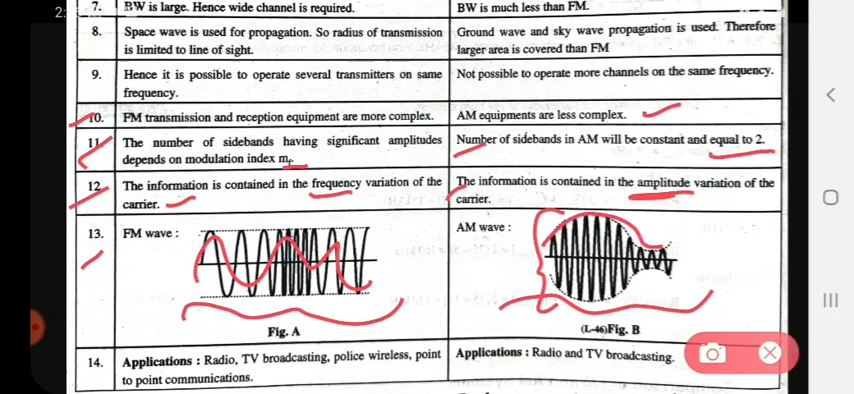 2:
7. BW is large. Hence wide channel is required. BW is much less than FM.
8. Space wave is used for propagation. So radius of transmission Ground wave and sky wave propagation is used. Therefore
is limited to line of sight. larger area is covered than FM
9. Hence it is possible to operate several transmitters on same Not possible to operate more channels on the same frequency.
frequency.
10. FM transmission and reception equipment are more complex. AM equipments are less complex.
11. The number of sidebands having significant amplitudes Number of sidebands in AM will be constant and equal to 2.
depends on modulation index mf.
12. The information is contained in the frequency variation of the The information is contained in the amplitude variation of the
carrier. carrier.
13. FM wave : AM wave :
Fig. A (L-46)Fig. B
14. Applications : Radio, TV broadcasting, police wireless, point Applications : Radio and TV broadcasting.
to point communications.